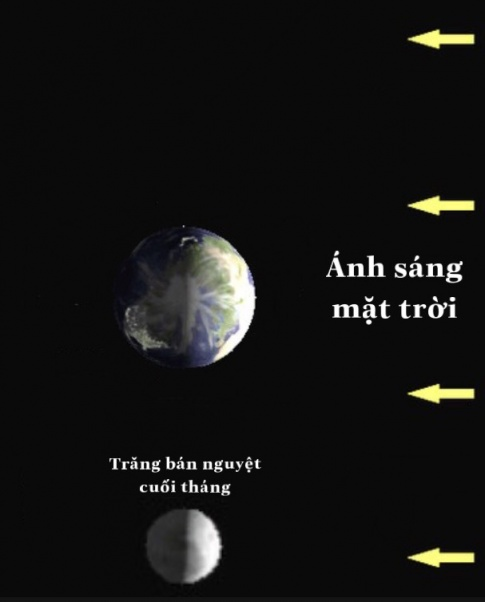 Ánh sáng
mặt trời
Trăng bán nguyệt
cuối tháng